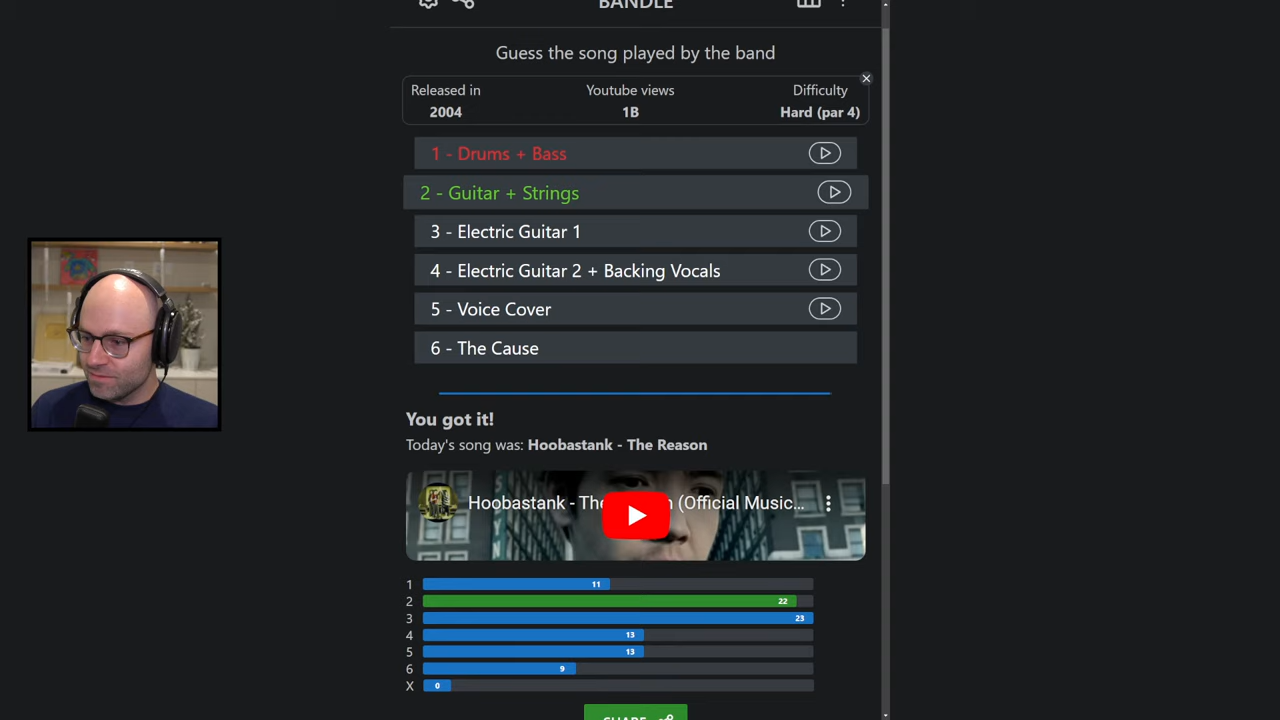 BANDLE
Guess the song played by the band
Released in
2004
Youtube views
1B
Difficulty
Hard (par 4)
1 - Drums + Bass
2 - Guitar + Strings
3 - Electric Guitar 1
4 - Electric Guitar 2 + Backing Vocals
5 - Voice Cover
6 - The Cause
You got it!
Today's song was: Hoobastank - The Reason
Hoobastank - The (Official Music...
1 11
2 22
3 23
4 13
5 13
6 9
X 0
SHARE